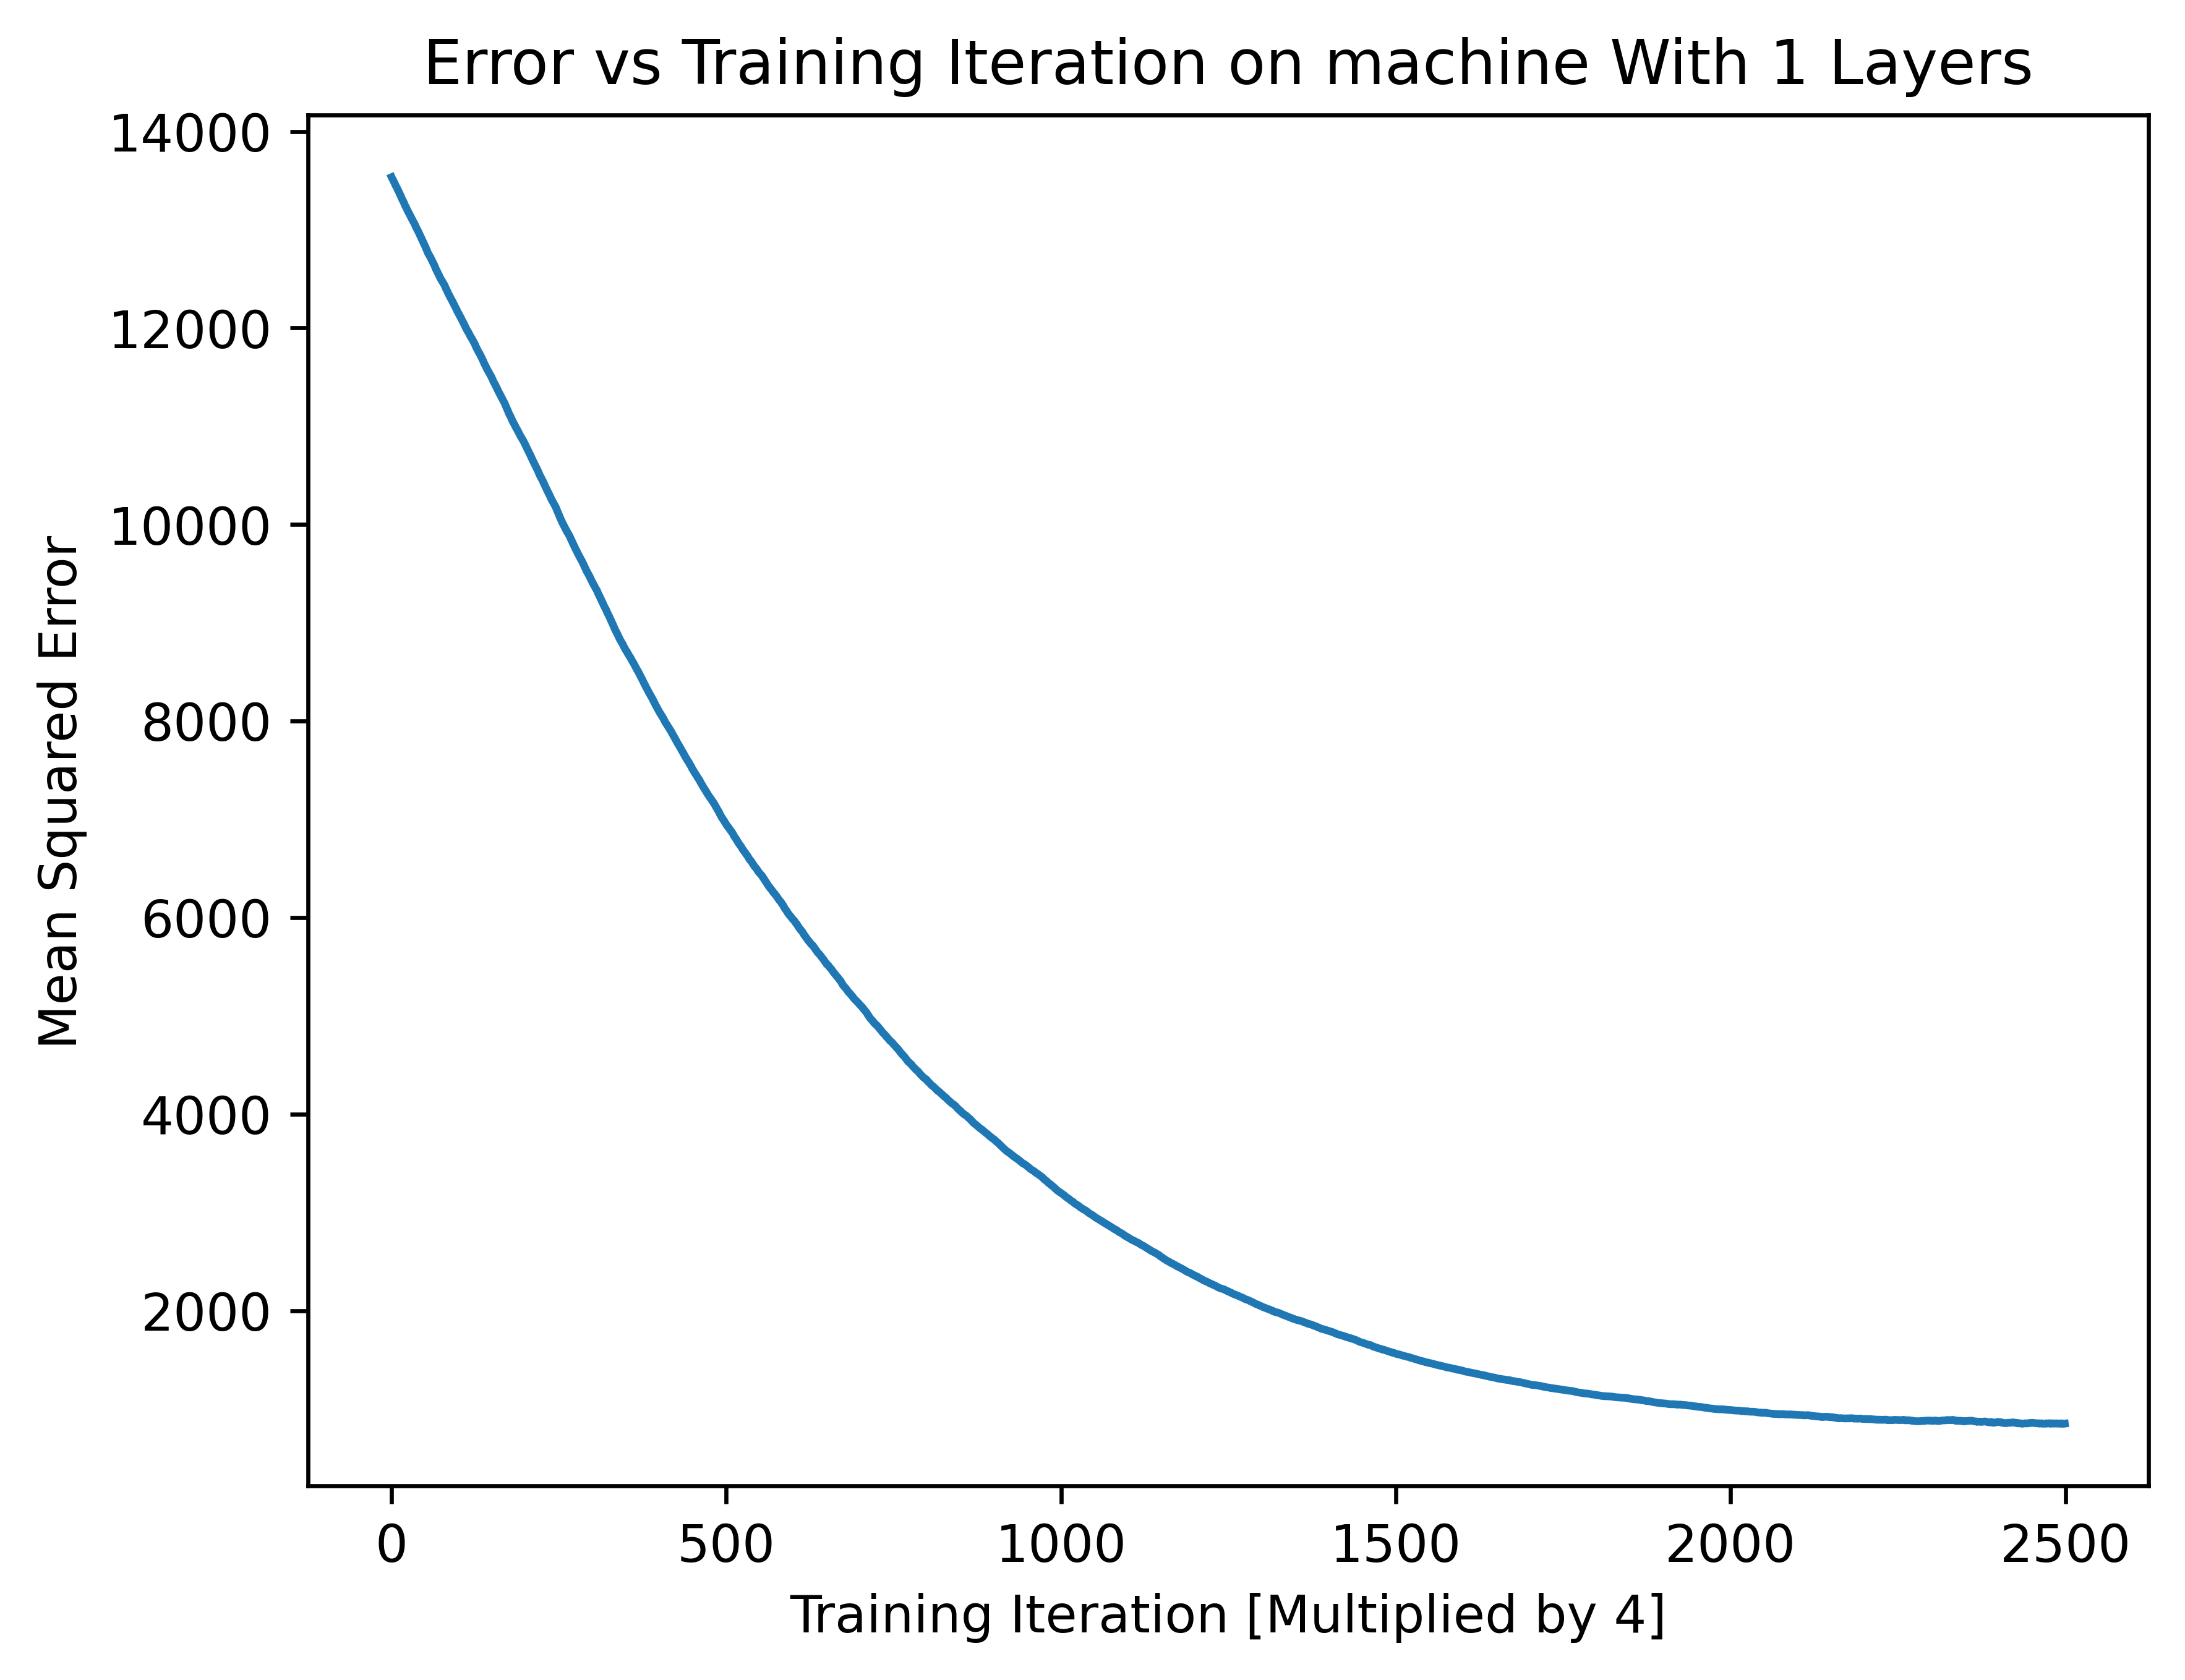 Error vs Training Iteration on machine With 1 Layers
14000
12000
10000
8000
6000
4000
2000
Mean Squared Error
0 500 1000 1500 2000 2500
Training Iteration [Multiplied by 4]